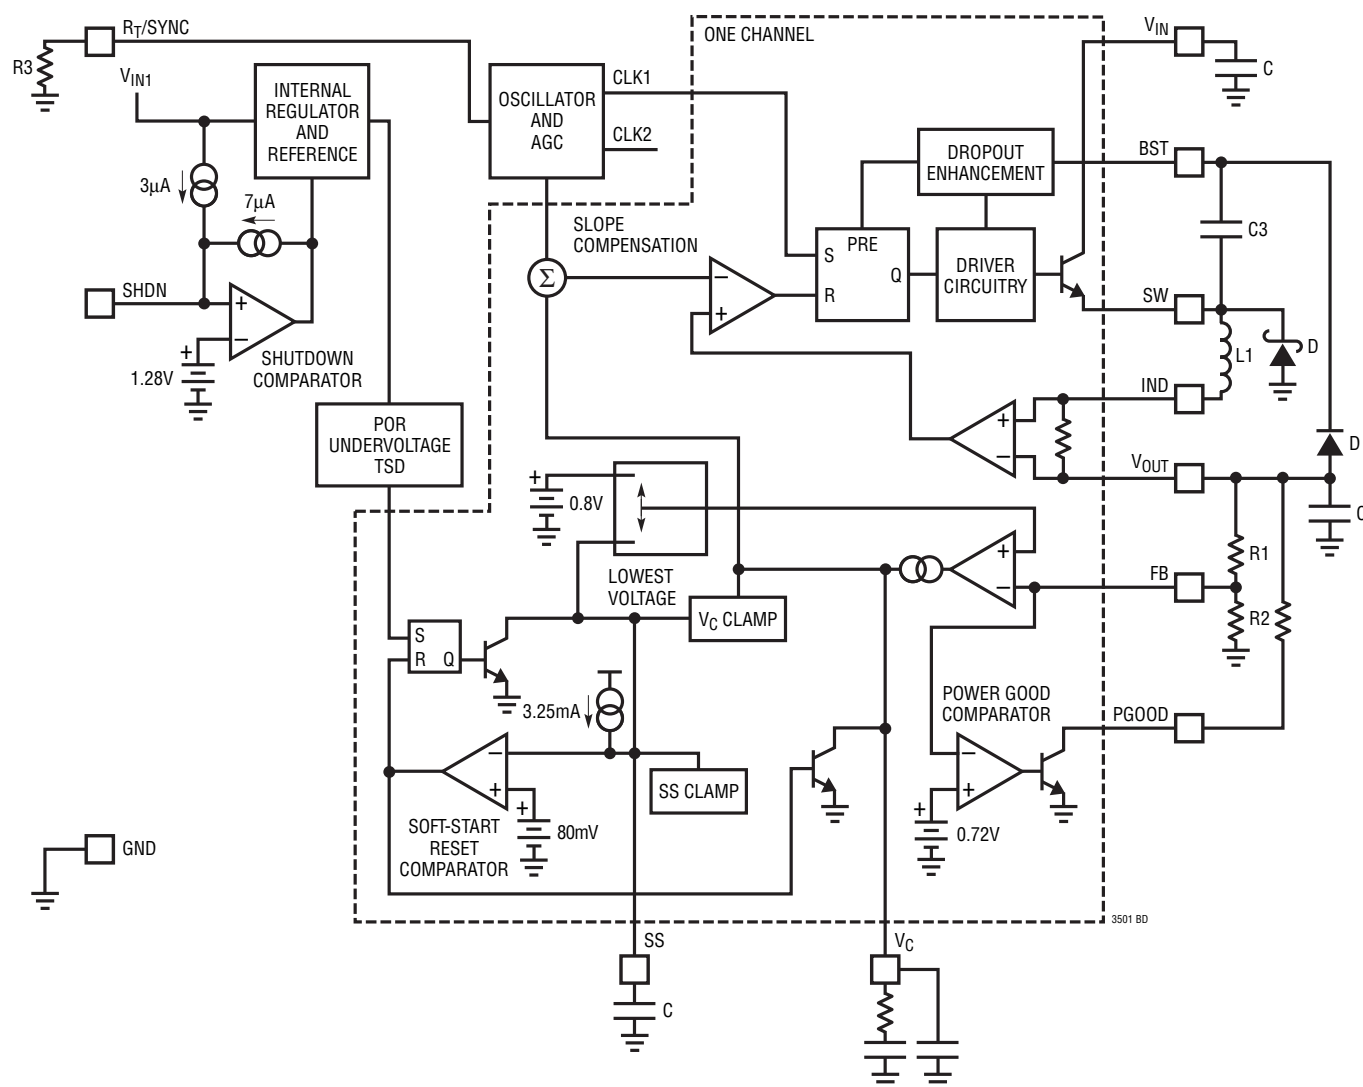 R3
RT/SYNC
VIN1
INTERNAL
REGULATOR
AND
REFERENCE
3µA
7µA
SHDN
+
−
+
1.28V
SHUTDOWN
COMPARATOR
POR
UNDERVOLTAGE
TSD
OSCILLATOR
AND
AGC
CLK1
CLK2
ONE CHANNEL
SLOPE
COMPENSATION
Σ
−
+
PRE
S
R
Q
DROPOUT
ENHANCEMENT
DRIVER
CIRCUITRY
VIN
C
BST
C3
SW
L1
D
IND
+
−
VOUT
D
C
+
0.8V
LOWEST
VOLTAGE
+
−
FB
R1
R2
VC CLAMP
S
R
Q
3.25mA
−
+
SS CLAMP
+
80mV
SOFT-START
RESET
COMPARATOR
POWER GOOD
COMPARATOR
−
+
+
0.72V
PGOOD
GND
3501 BD
SS
C
VC